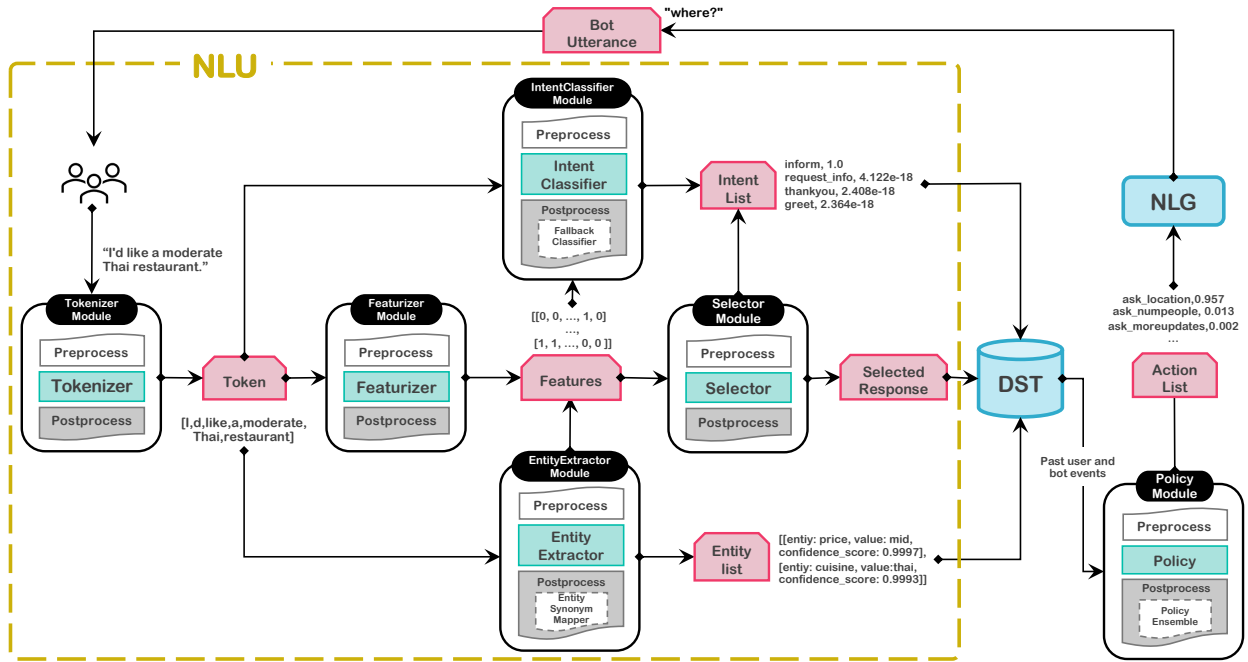 "where?"
Bot
Utterance
NLU
IntentClassifier
Module
Preprocess
Intent
Classifier
Postprocess
Fallback
Classifier
Intent
List
inform, 1.0
request_info, 4.122e-18
thankyou, 2.408e-18
greet, 2.364e-18
NLG
“I'd like a moderate
Thai restaurant.”
Tokenizer
Module
Preprocess
Tokenizer
Postprocess
Token
[I,d,like,a,moderate,
Thai,restaurant]
Featurizer
Module
Preprocess
Featurizer
Postprocess
[[0, 0, ..., 1, 0]
...,
[1, 1, ..., 0, 0 ]]
Features
Selector
Module
Preprocess
Selector
Postprocess
Selected
Response
DST
ask_location,0.957
ask_numpeople, 0.013
ask_moreupdates,0.002
...
Action
List
EntityExtractor
Module
Preprocess
Entity
Extractor
Postprocess
Entity
Synonym
Mapper
Entity
list
[[entiy: price, value: mid,
confidence_score: 0.9997],
[entiy: cuisine, value:thai,
confidence_score: 0.9993]]
Past user and
bot events
Policy
Module
Preprocess
Policy
Postprocess
Policy
Ensemble